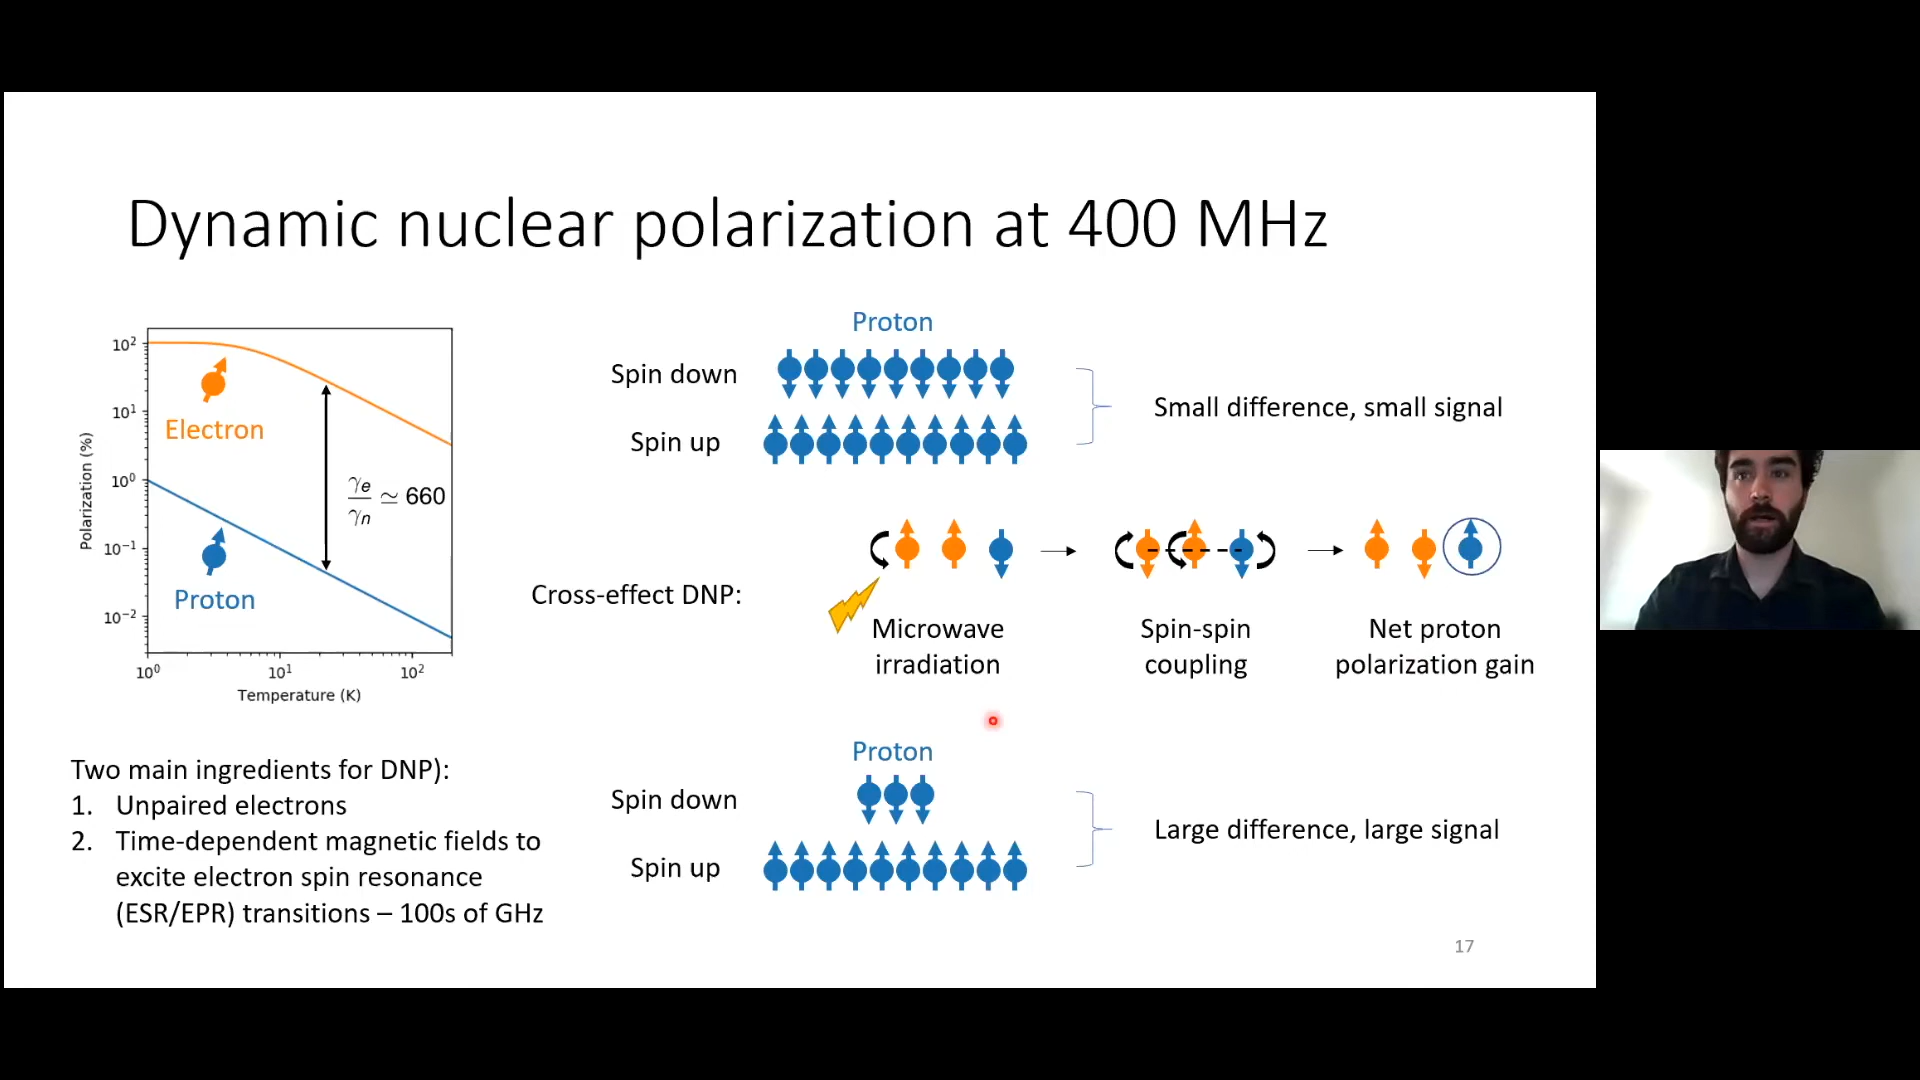 Dynamic nuclear polarization at 400 MHz
Polarization (%)
10²
10¹
10⁰
10⁻¹
10⁻²
Electron
Proton
γe/γn ≃ 660
10⁰ 10¹ 10²
Temperature (K)
Two main ingredients for DNP):
1. Unpaired electrons
2. Time-dependent magnetic fields to
excite electron spin resonance
(ESR/EPR) transitions – 100s of GHz
Proton
Spin down
Spin up
Small difference, small signal
Cross-effect DNP:
Microwave
irradiation
Spin-spin
coupling
Net proton
polarization gain
Proton
Spin down
Spin up
Large difference, large signal
17